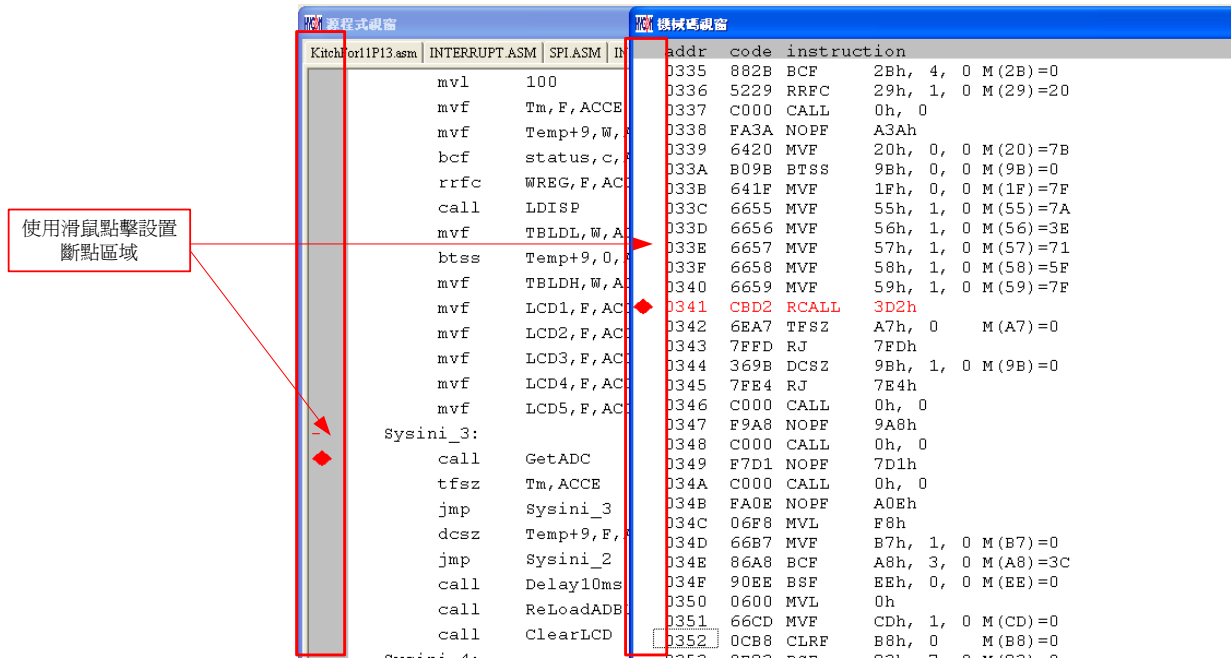 使用滑鼠點擊設置
斷點區域
HYCON 源程式視窗
KitchFor11P13.asm INTERRUPT.ASM SPI.ASM IN
mvl 100
mvf Tm,F,ACCE
mvf Temp+9,W,A
bcf status,c,A
rrfc WREG,F,ACC
call LDISP
mvf TBLDL,W,AC
btss Temp+9,0,A
mvf TBLDH,W,AC
mvf LCD1,F,ACC
mvf LCD2,F,ACC
mvf LCD3,F,ACC
mvf LCD4,F,ACC
mvf LCD5,F,ACC
Sysini_3:
call GetADC
tfsz Tm,ACCE
jmp Sysini_3
dcsz Temp+9,F,A
jmp Sysini_2
call Delay10ms
call ReLoadADB
call ClearLCD
Sysini_4:
HYCON 機械碼視窗
addr code instruction
0335 882B BCF 2Bh, 4, 0 M(2B)=0
0336 5229 RRFC 29h, 1, 0 M(29)=20
0337 C000 CALL 0h, 0
0338 FA3A NOPF A3Ah
0339 6420 MVF 20h, 0, 0 M(20)=7B
033A B09B BTSS 9Bh, 0, 0 M(9B)=0
033B 641F MVF 1Fh, 0, 0 M(1F)=7F
033C 6655 MVF 55h, 1, 0 M(55)=7A
033D 6656 MVF 56h, 1, 0 M(56)=3E
033E 6657 MVF 57h, 1, 0 M(57)=71
033F 6658 MVF 58h, 1, 0 M(58)=5F
0340 6659 MVF 59h, 1, 0 M(59)=7F
0341 CBD2 RCALL 3D2h
0342 6EA7 TFSZ A7h, 0 M(A7)=0
0343 7FFD RJ 7FDh
0344 369B DCSZ 9Bh, 1, 0 M(9B)=0
0345 7FE4 RJ 7E4h
0346 C000 CALL 0h, 0
0347 F9A8 NOPF 9A8h
0348 C000 CALL 0h, 0
0349 F7D1 NOPF 7D1h
034A C000 CALL 0h, 0
034B FA0E NOPF A0Eh
034C 06F8 MVL F8h
034D 66B7 MVF B7h, 1, 0 M(B7)=0
034E 86A8 BCF A8h, 3, 0 M(A8)=3C
034F 90EE BSF EEh, 0, 0 M(EE)=0
0350 0600 MVL 0h
0351 66CD MVF CDh, 1, 0 M(CD)=0
0352 0CB8 CLRF B8h, 0 M(B8)=0